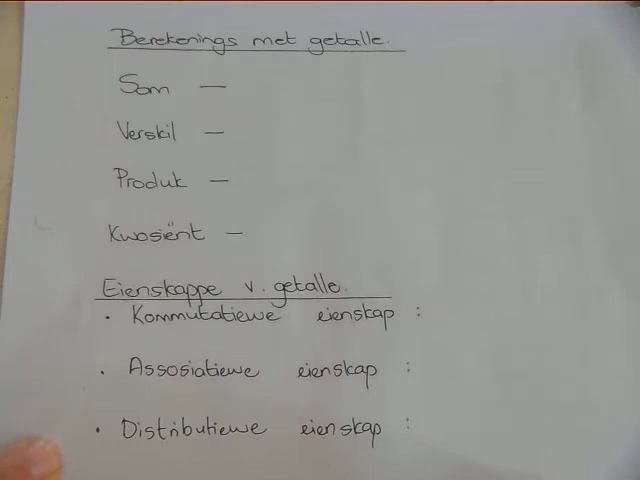 Berekenings met getalle.
Som —
Verskil —
Produk —
Kwosiënt —
Eienskappe v. getalle.
• Kommutatiewe eienskap :
• Assosiatiewe eienskap :
• Distributiewe eienskap :